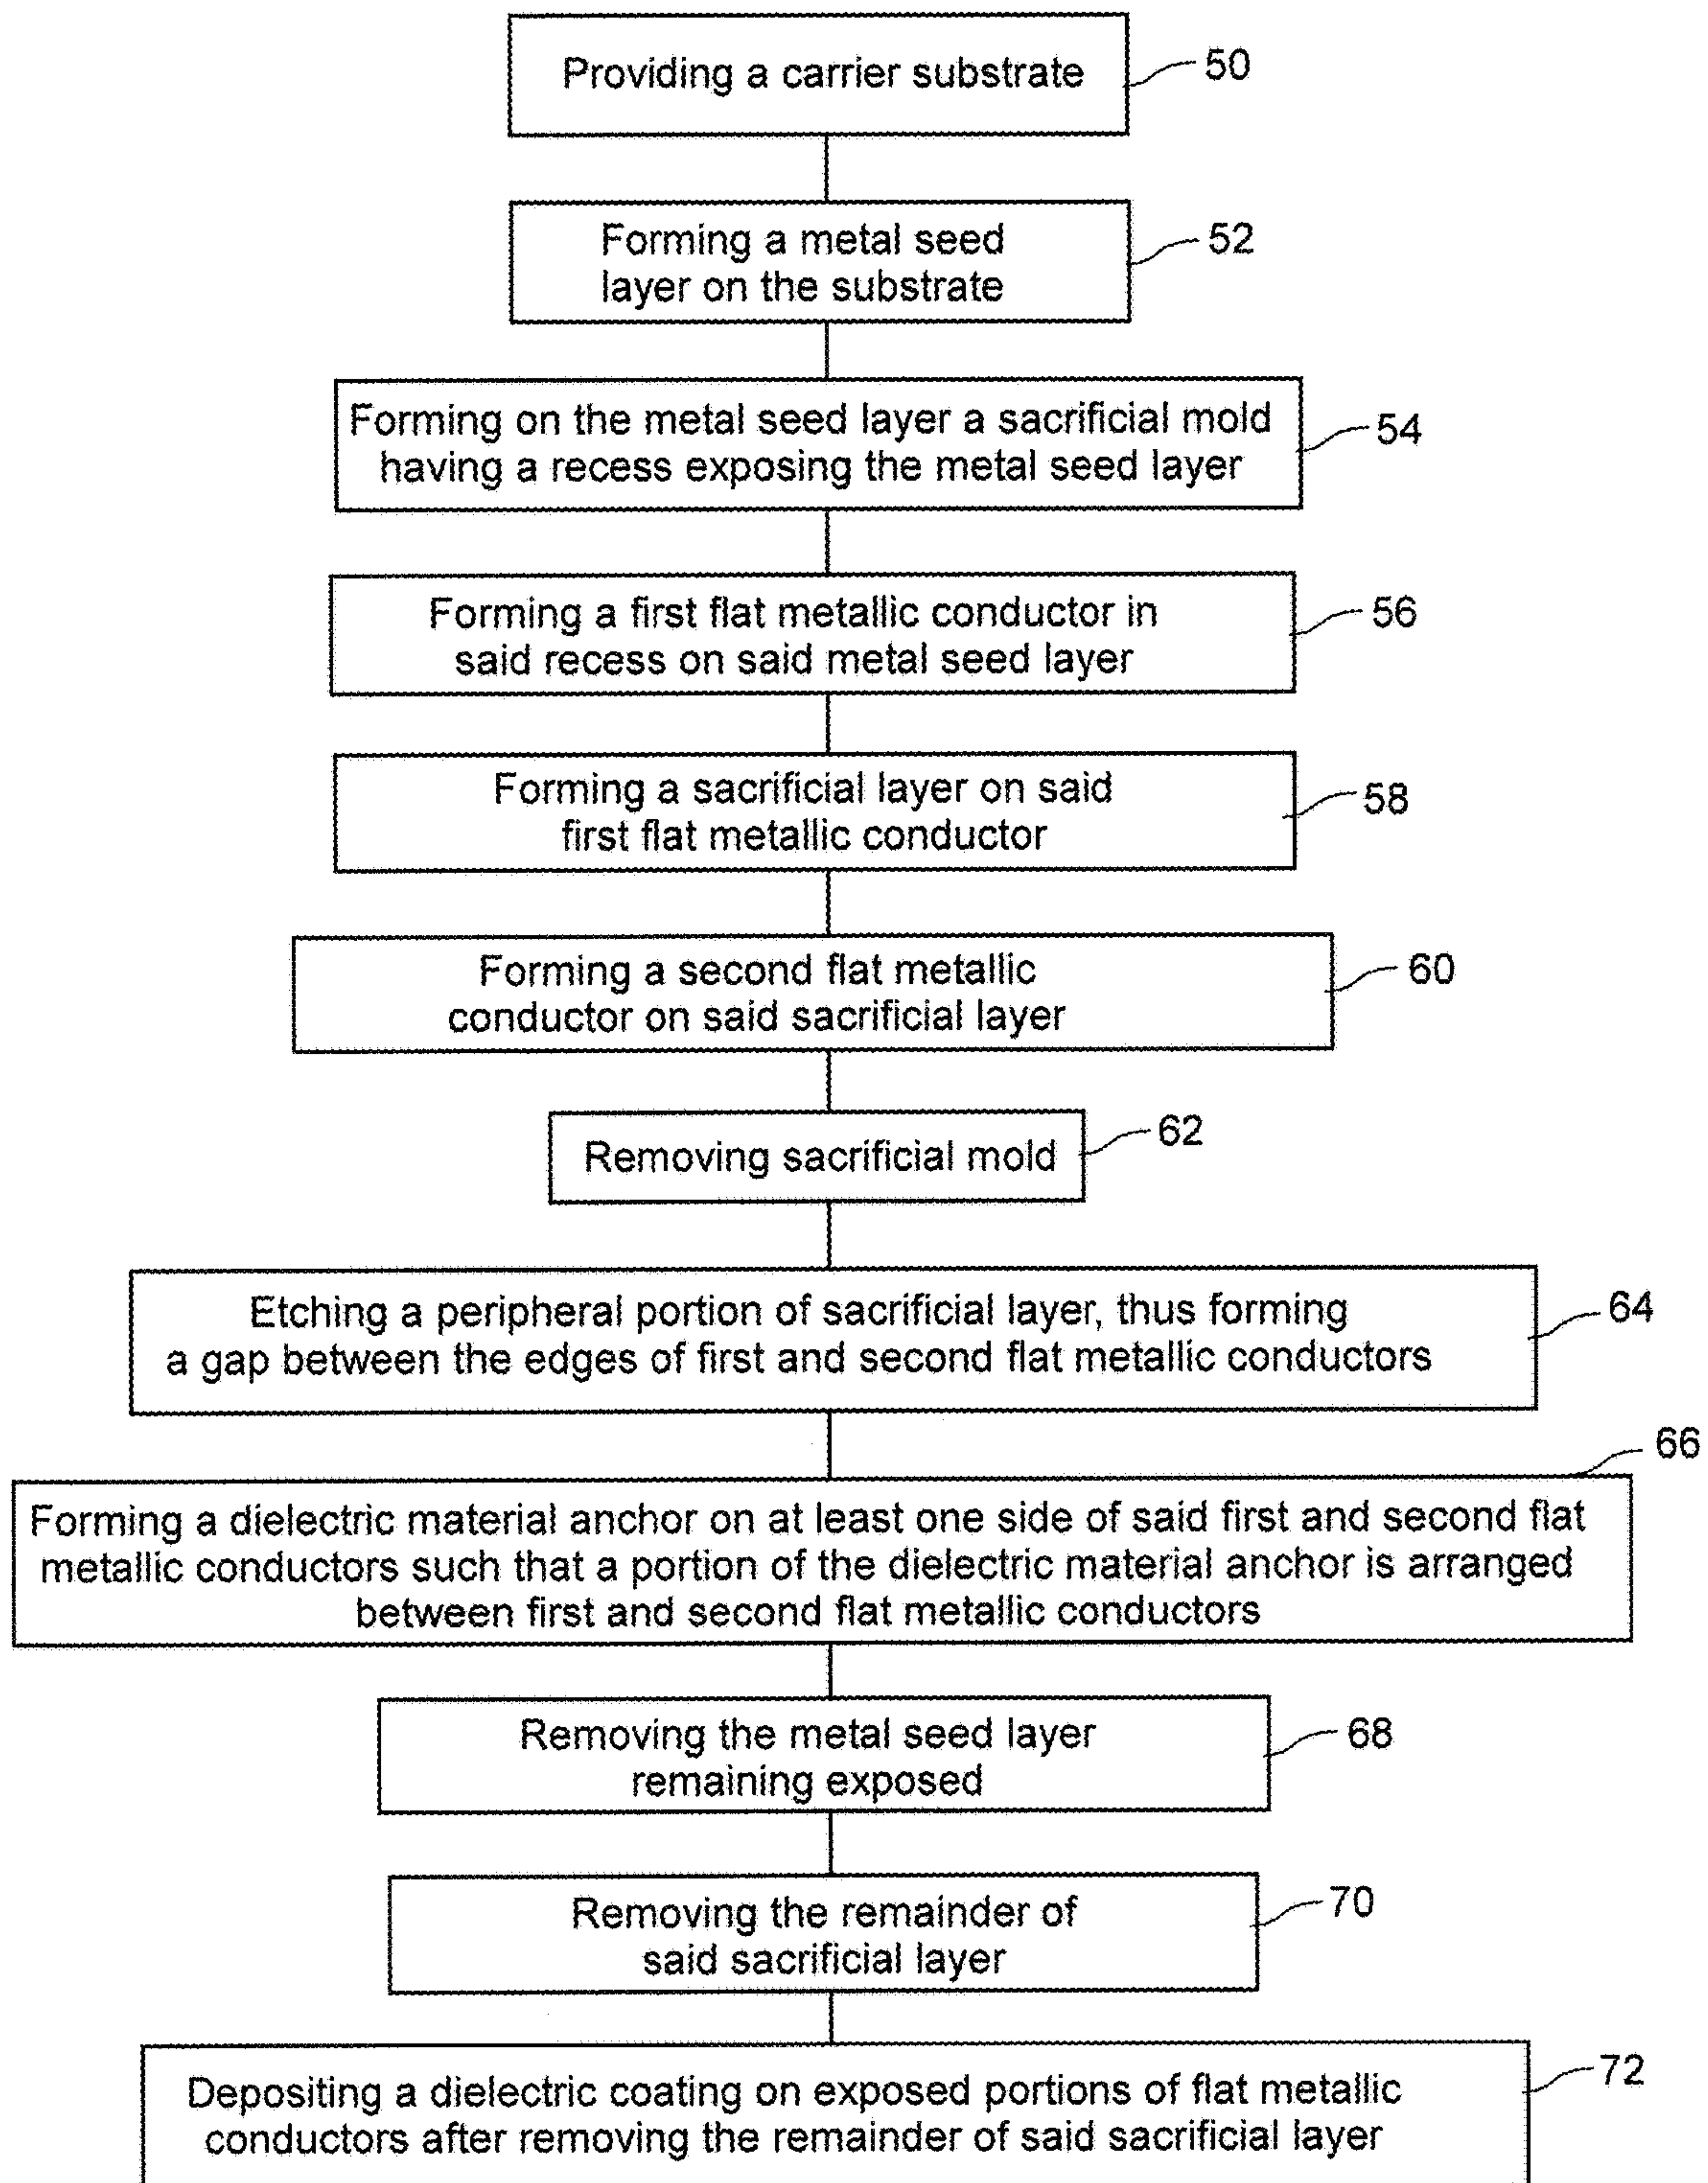 Providing a carrier substrate
50
Forming a metal seed
layer on the substrate
52
Forming on the metal seed layer a sacrificial mold
having a recess exposing the metal seed layer
54
Forming a first flat metallic conductor in
said recess on said metal seed layer
56
Forming a sacrificial layer on said
first flat metallic conductor
58
Forming a second flat metallic
conductor on said sacrificial layer
60
Removing sacrificial mold
62
Etching a peripheral portion of sacrificial layer, thus forming
a gap between the edges of first and second flat metallic conductors
64
66
Forming a dielectric material anchor on at least one side of said first and second flat
metallic conductors such that a portion of the dielectric material anchor is arranged
between first and second flat metallic conductors
Removing the metal seed layer
remaining exposed
68
Removing the remainder of
said sacrificial layer
70
Depositing a dielectric coating on exposed portions of flat metallic
conductors after removing the remainder of said sacrificial layer
72